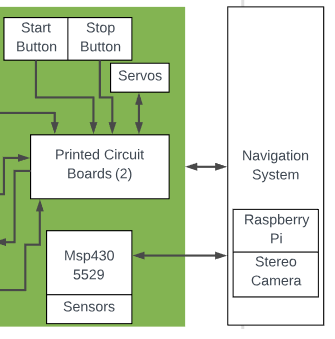 Start
Button
Stop
Button
Servos
Printed Circuit
Boards (2)
Navigation
System
Raspberry
Pi
Stereo
Camera
Msp430
5529
Sensors